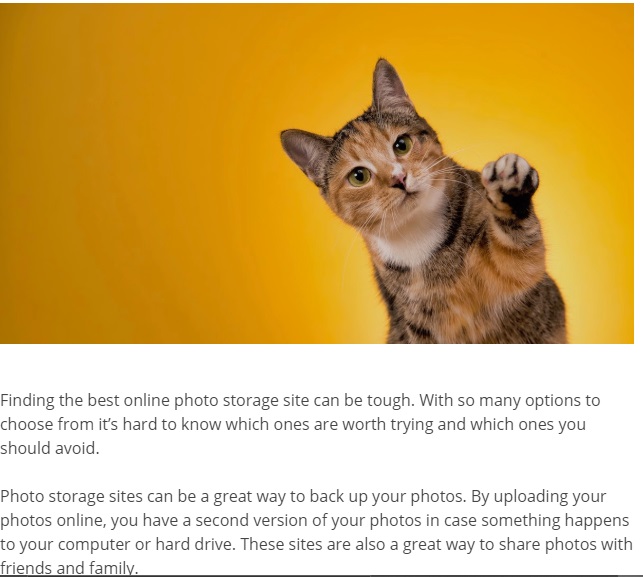 Finding the best online photo storage site can be tough. With so many options to
choose from it’s hard to know which ones are worth trying and which ones you
should avoid.
Photo storage sites can be a great way to back up your photos. By uploading your
photos online, you have a second version of your photos in case something happens
to your computer or hard drive. These sites are also a great way to share photos with
friends and family.